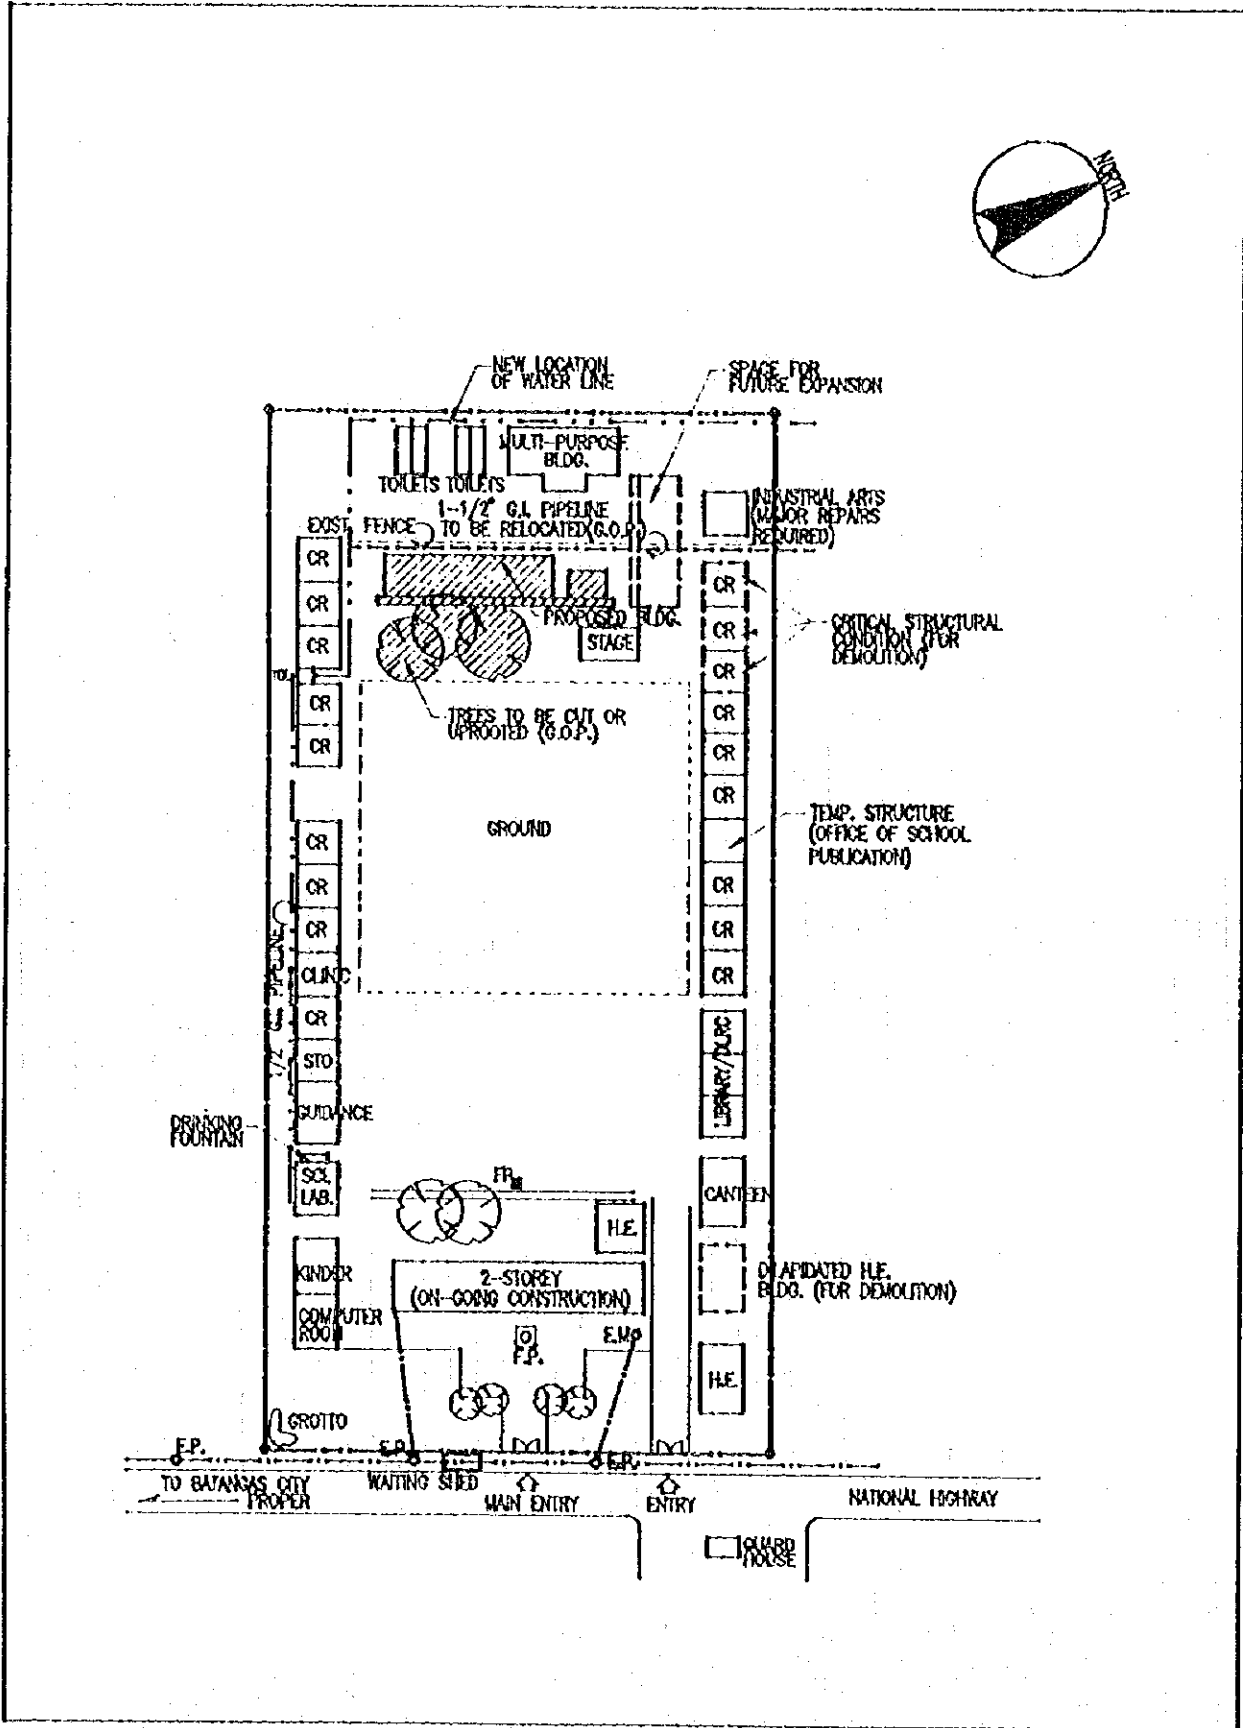 NORTH
NEW LOCATION
OF WATER LINE
SPACE FOR
FUTURE EXPANSION
MULTI-PURPOSE
BLDG.
TOILETS TOILETS
1-1/2" G.I. PIPELINE
TO BE RELOCATED(G.O.P.)
EXIST. FENCE
INDUSTRIAL ARTS
(MAJOR REPAIRS
REQUIRED)
CR
CR
CR
CR
CR
PROPOSED BLDG.
STAGE
CR
CR
CR
CR
CR
CR
CRITICAL STRUCTURAL
CONDITION (FOR
DEMOLITION)
TREES TO BE CUT OR
UPROOTED (G.O.P.)
GROUND
TEMP. STRUCTURE
(OFFICE OF SCHOOL
PUBLICATION)
CR
CR
CR
CLINIC
CR
STO
GUIDANCE
1/2" PIPELINE
CR
CR
CR
LIBRARY/DLRC
DRINKING
FOUNTAIN
SCI.
LAB.
FP
H.E.
CANTEEN
KINDER
COMPUTER
ROOM
2-STOREY
(ON-GOING CONSTRUCTION)
F.P.
E.M.
DILAPIDATED H.E.
BLDG. (FOR DEMOLITION)
H.E.
GROTTO
E.P.
E.P.
E.P.
TO BATANGAS CITY
PROPER
WAITING SHED
MAIN ENTRY
ENTRY
NATIONAL HIGHWAY
GUARD
HOUSE